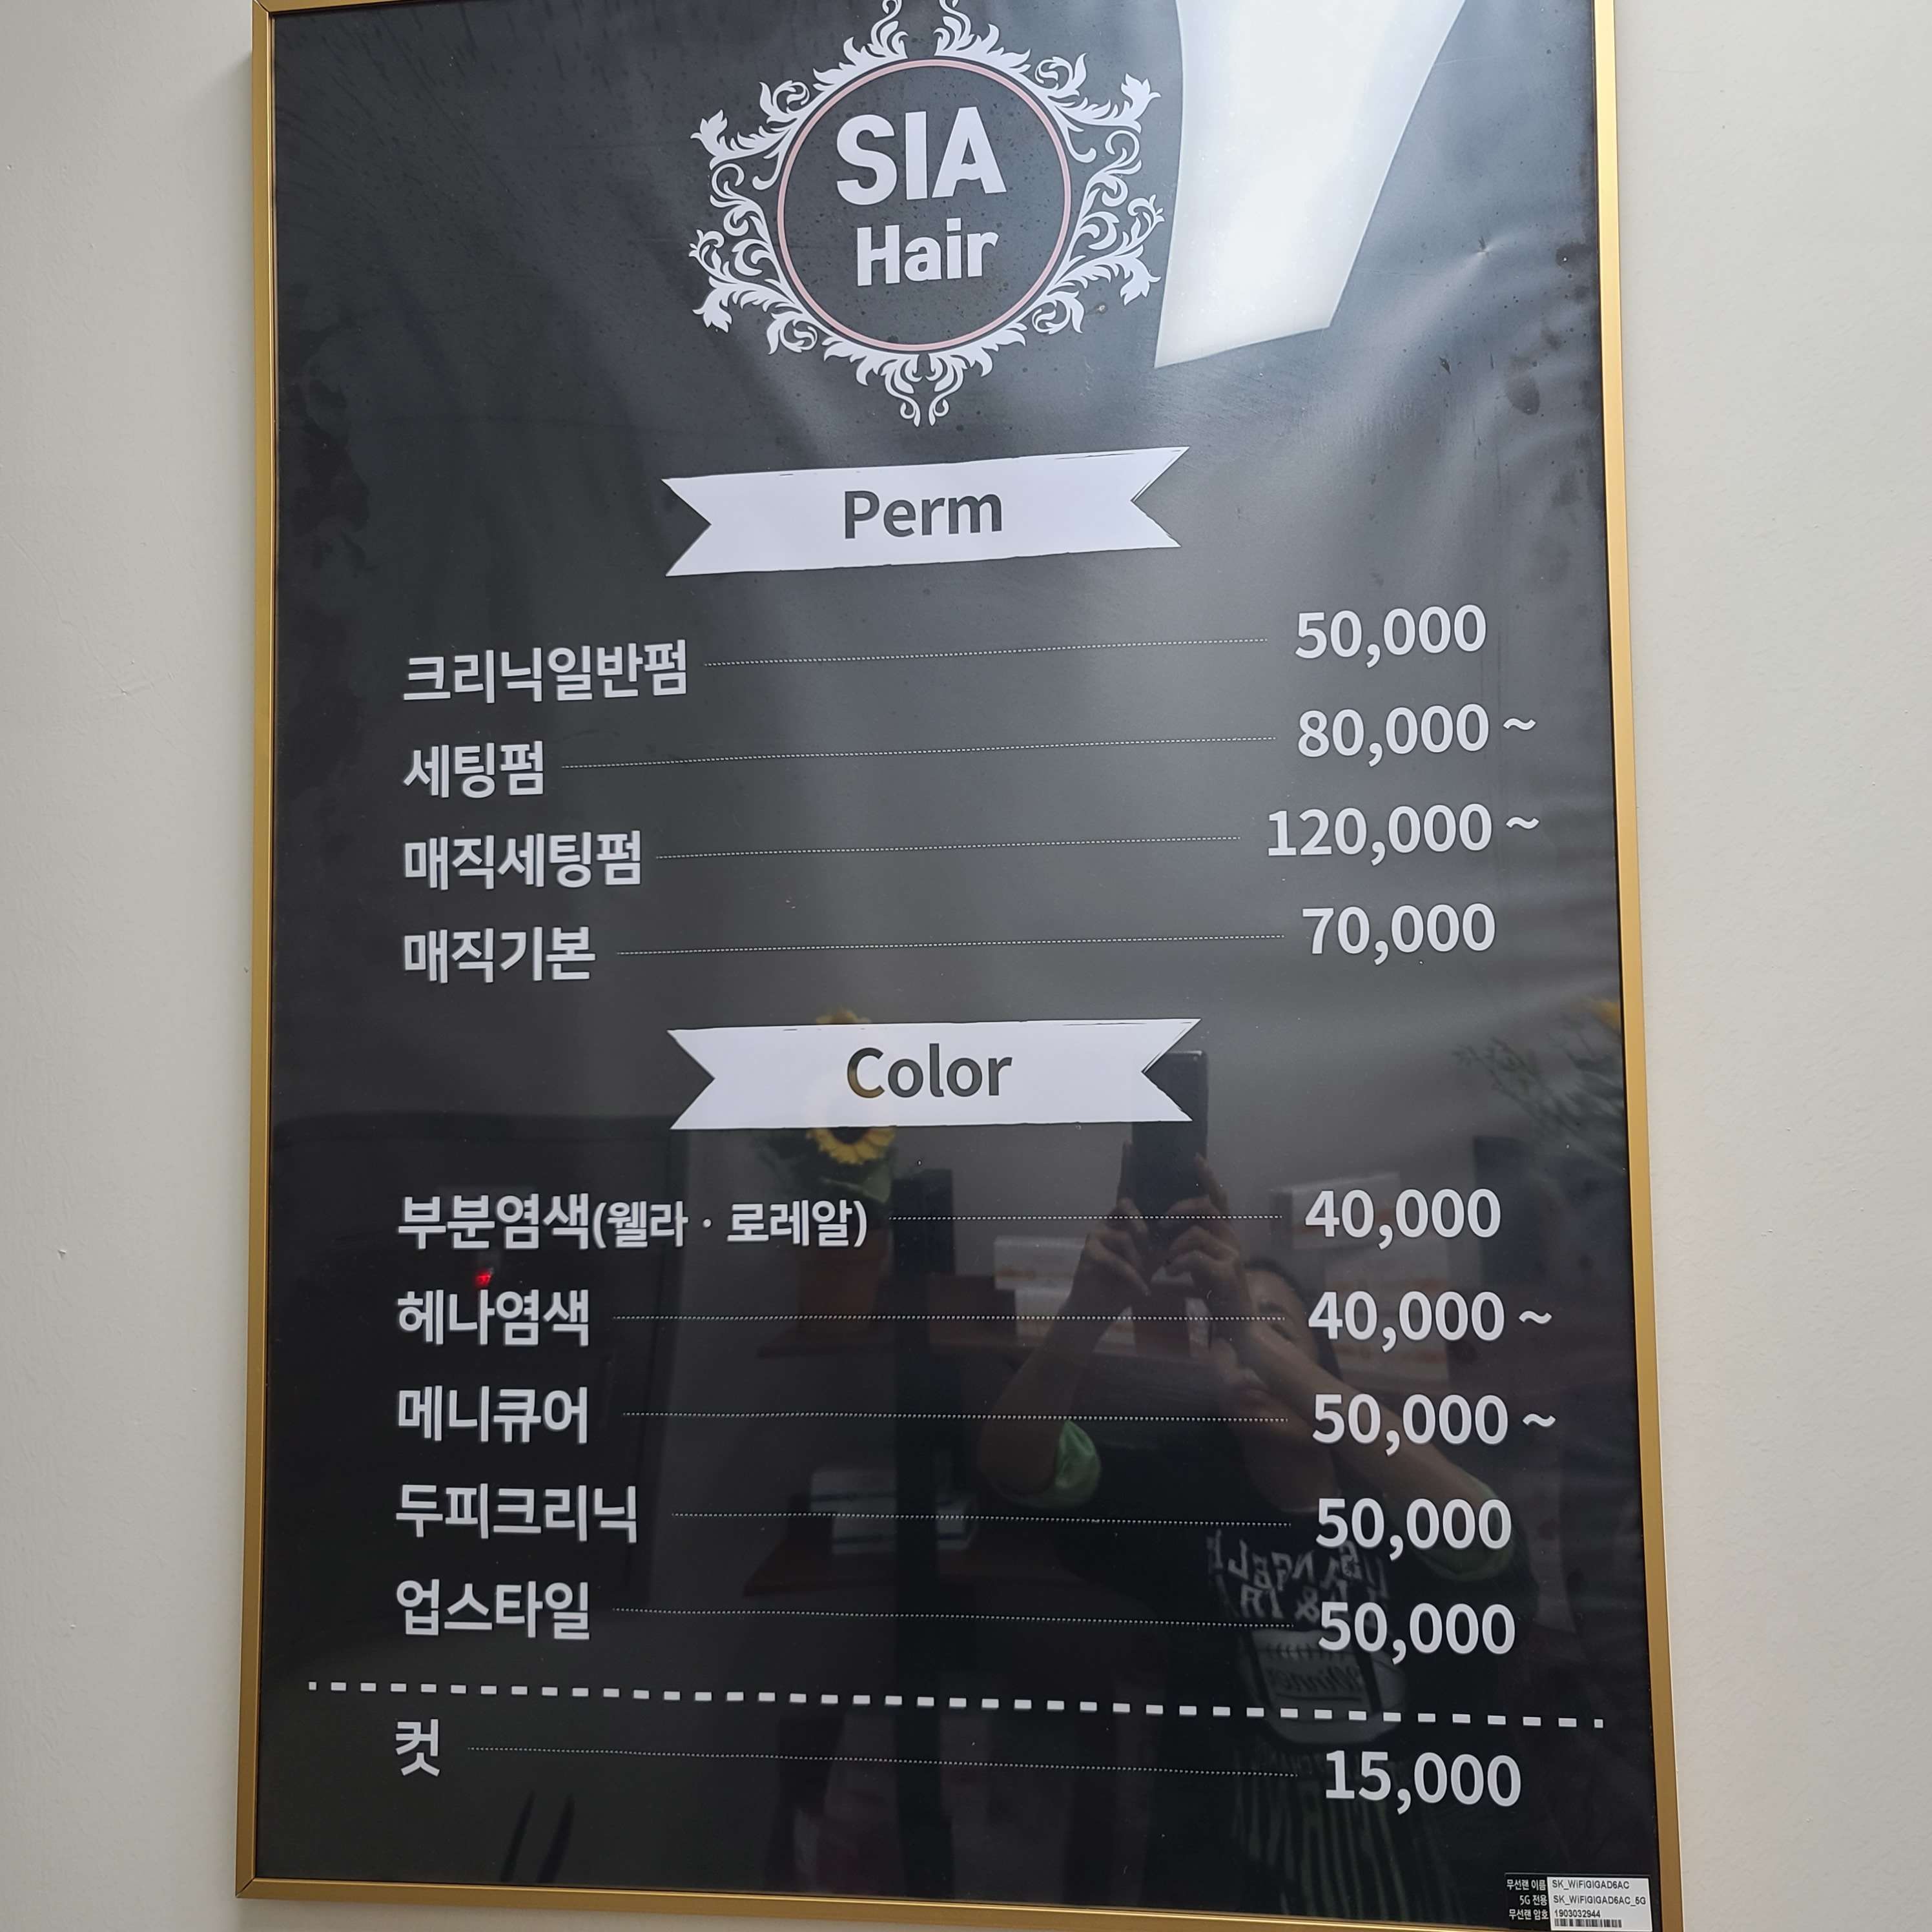 SIA
Hair
Perm
크리닉일반펌 50,000
세팅펌 80,000 ~
매직세팅펌 120,000 ~
매직기본 70,000
Color
부분염색(웰라 · 로레알) 40,000
헤나염색 40,000 ~
메니큐어 50,000 ~
두피크리닉 50,000
업스타일 50,000
컷 15,000
무선랜 이름 SK_WiFiGIGAD6AC
5G 전용 SK_WiFiGIGAD6AC_5G
무선랜 암호 1903032944